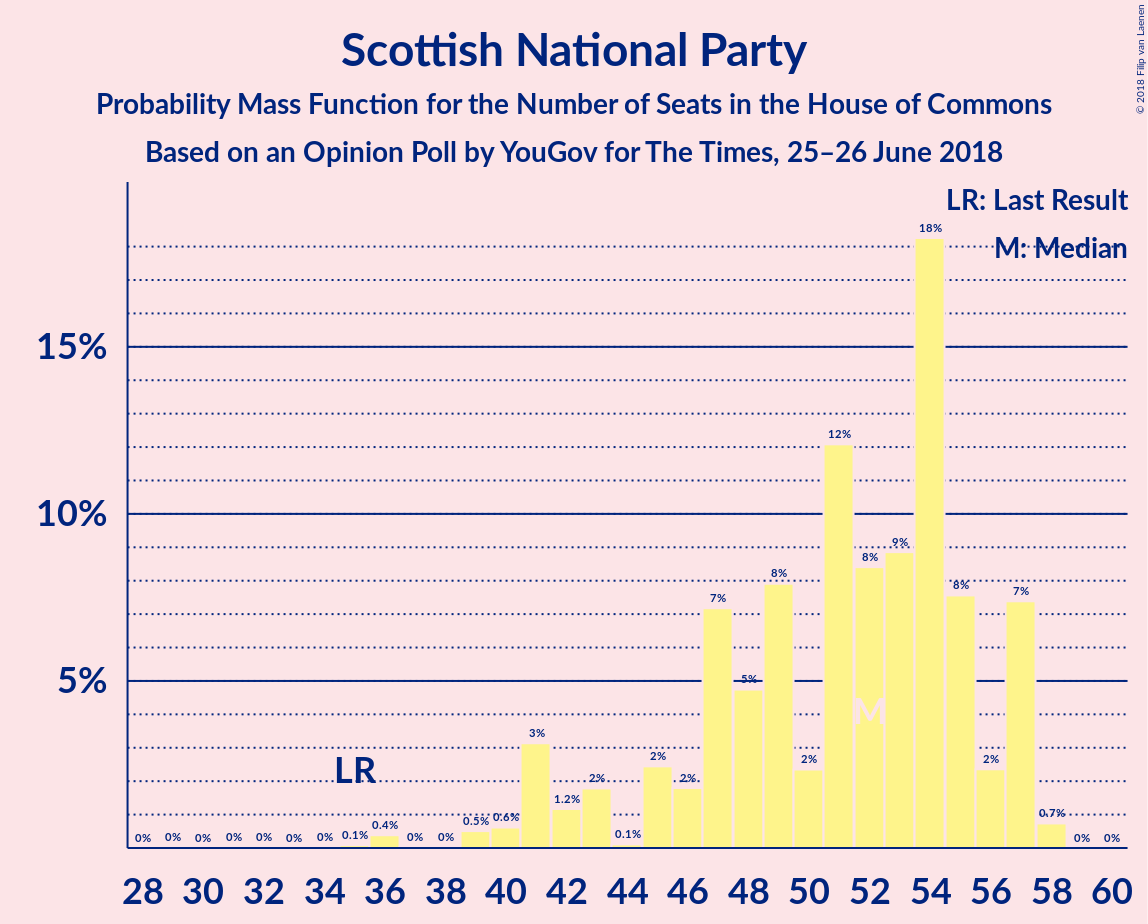 Scottish National Party
Probability Mass Function for the Number of Seats in the House of Commons
Based on an Opinion Poll by YouGov for The Times, 25–26 June 2018
© 2018 Filip van Laenen
LR: Last Result
M: Median
15%
10%
5%
0% 0% 0% 0% 0% 0% 0% 0.1% 0.4% 0% 0% 0.5% 0.6% 3% 1.2% 2% 0.1% 2% 2% 7% 5% 8% 2% 12% 8% 9% 18% 8% 2% 7% 0.7% 0% 0%
LR
M
28 30 32 34 36 38 40 42 44 46 48 50 52 54 56 58 60